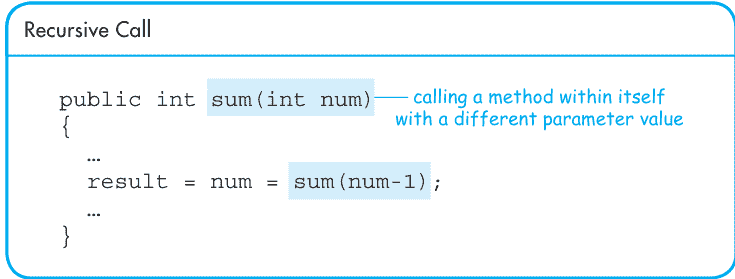 Recursive Call
public int sum(int num)
calling a method within itself
with a different parameter value
{
…
result = num = sum(num-1);
…
}